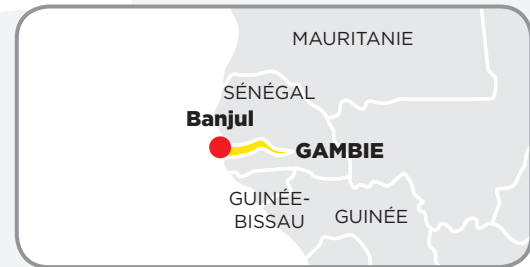 MAURITANIE
SÉNÉGAL
Banjul
GAMBIE
GUINÉE-
BISSAU
GUINÉE